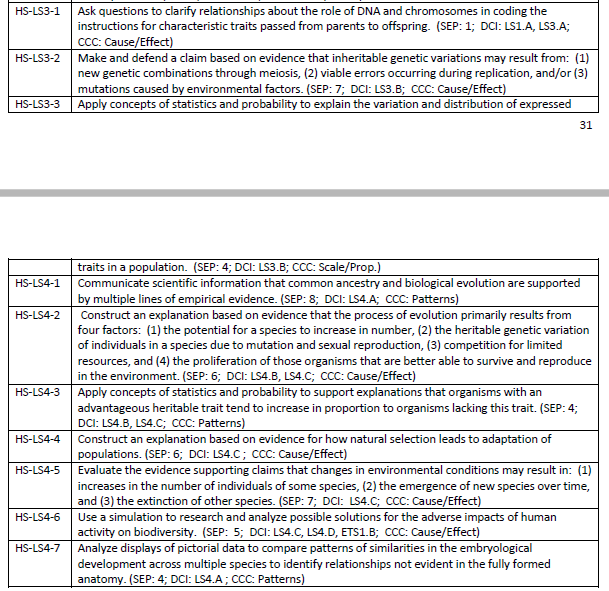 HS-LS3-1 Ask questions to clarify relationships about the role of DNA and chromosomes in coding the
instructions for characteristic traits passed from parents to offspring. (SEP: 1; DCI: LS1.A, LS3.A;
CCC: Cause/Effect)
HS-LS3-2 Make and defend a claim based on evidence that inheritable genetic variations may result from: (1)
new genetic combinations through meiosis, (2) viable errors occurring during replication, and/or (3)
mutations caused by environmental factors. (SEP: 7; DCI: LS3.B; CCC: Cause/Effect)
HS-LS3-3 Apply concepts of statistics and probability to explain the variation and distribution of expressed
31
traits in a population. (SEP: 4; DCI: LS3.B; CCC: Scale/Prop.)
HS-LS4-1 Communicate scientific information that common ancestry and biological evolution are supported
by multiple lines of empirical evidence. (SEP: 8; DCI: LS4.A; CCC: Patterns)
HS-LS4-2 Construct an explanation based on evidence that the process of evolution primarily results from
four factors: (1) the potential for a species to increase in number, (2) the heritable genetic variation
of individuals in a species due to mutation and sexual reproduction, (3) competition for limited
resources, and (4) the proliferation of those organisms that are better able to survive and reproduce
in the environment. (SEP: 6; DCI: LS4.B, LS4.C; CCC: Cause/Effect)
HS-LS4-3 Apply concepts of statistics and probability to support explanations that organisms with an
advantageous heritable trait tend to increase in proportion to organisms lacking this trait. (SEP: 4;
DCI: LS4.B, LS4.C; CCC: Patterns)
HS-LS4-4 Construct an explanation based on evidence for how natural selection leads to adaptation of
populations. (SEP: 6; DCI: LS4.C ; CCC: Cause/Effect)
HS-LS4-5 Evaluate the evidence supporting claims that changes in environmental conditions may result in: (1)
increases in the number of individuals of some species, (2) the emergence of new species over time,
and (3) the extinction of other species. (SEP: 7; DCI: LS4.C; CCC: Cause/Effect)
HS-LS4-6 Use a simulation to research and analyze possible solutions for the adverse impacts of human
activity on biodiversity. (SEP: 5; DCI: LS4.C, LS4.D, ETS1.B; CCC: Cause/Effect)
HS-LS4-7 Analyze displays of pictorial data to compare patterns of similarities in the embryological
development across multiple species to identify relationships not evident in the fully formed
anatomy. (SEP: 4; DCI: LS4.A ; CCC: Patterns)